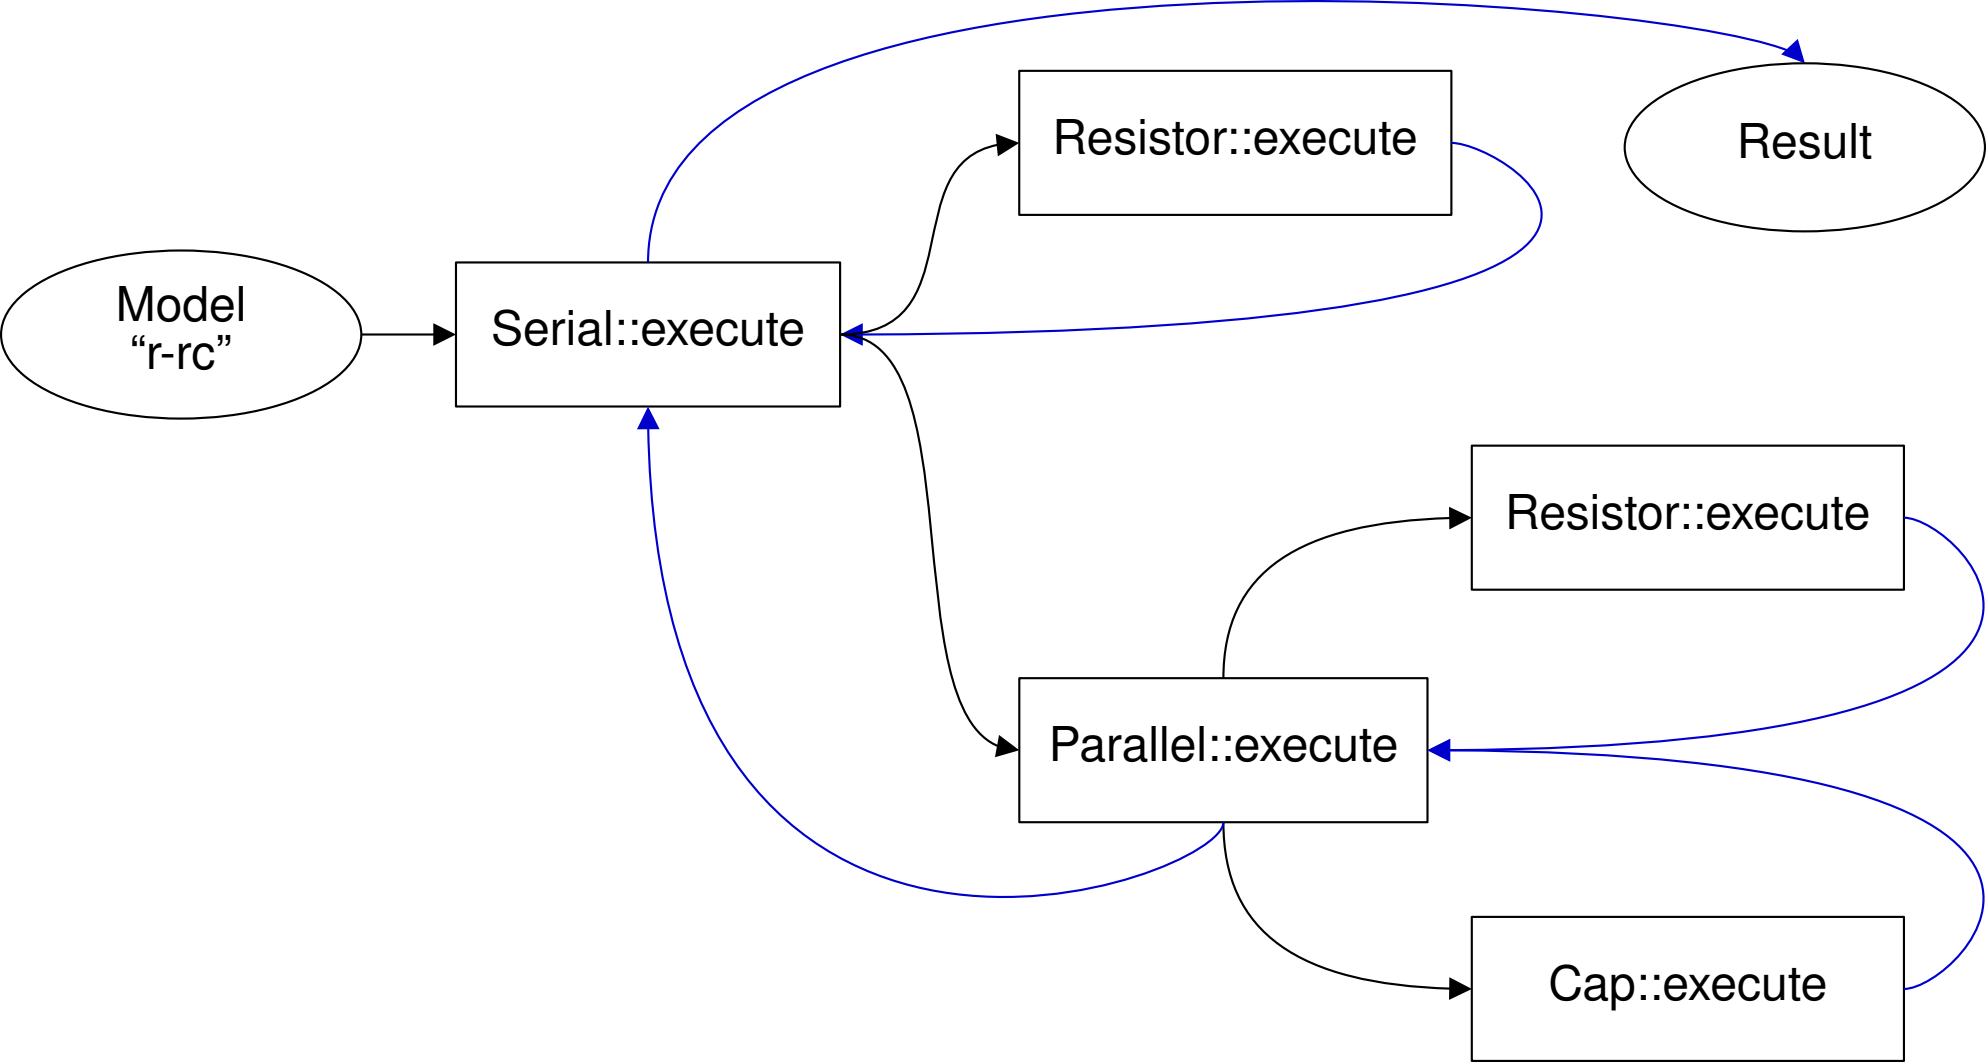 Model
“r-rc”
Serial::execute
Resistor::execute
Result
Resistor::execute
Parallel::execute
Cap::execute